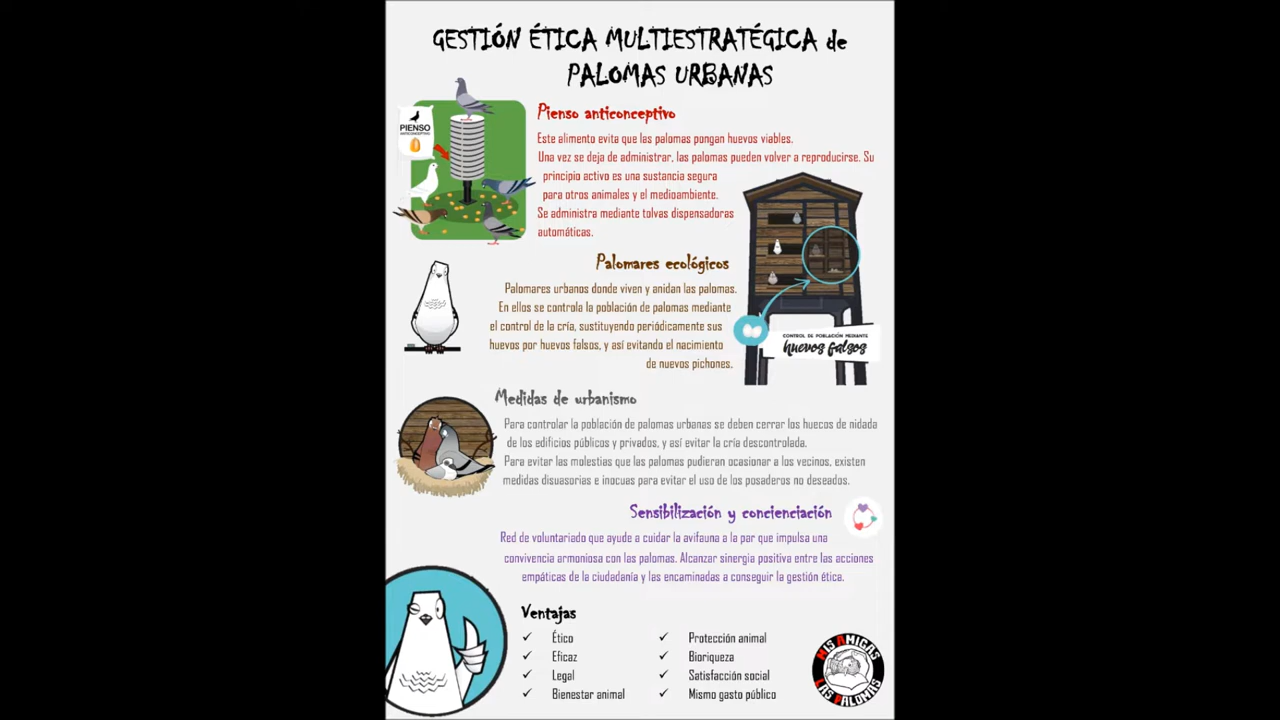 GESTIÓN ÉTICA MULTIESTRATÉGICA de
PALOMAS URBANAS
Pienso anticonceptivo
PIENSO
ANTICONCEPTIVO
Este alimento evita que las palomas pongan huevos viables.
Una vez se deja de administrar, las palomas pueden volver a reproducirse. Su
principio activo es una sustancia segura
para otros animales y el medioambiente.
Se administra mediante tolvas dispensadoras
automáticas.
Palomares ecológicos
Palomares urbanos donde viven y anidan las palomas.
En ellos se controla la población de palomas mediante
el control de la cría, sustituyendo periódicamente sus
huevos por huevos falsos, y así evitando el nacimiento
de nuevos pichones.
CONTROL DE POBLACIÓN MEDIANTE
huevos falsos
Medidas de urbanismo
Para controlar la población de palomas urbanas se deben cerrar los huecos de nidada
de los edificios públicos y privados, y así evitar la cría descontrolada.
Para evitar las molestias que las palomas pudieran ocasionar a los vecinos, existen
medidas disuasorias e inocuas para evitar el uso de los posaderos no deseados.
Sensibilización y concienciación
Red de voluntariado que ayude a cuidar la avifauna a la par que impulsa una
convivencia armoniosa con las palomas. Alcanzar sinergia positiva entre las acciones
empáticas de la ciudadanía y las encaminadas a conseguir la gestión ética.
Ventajas
✓ Ético
✓ Eficaz
✓ Legal
✓ Bienestar animal
✓ Protección animal
✓ Bioriqueza
✓ Satisfacción social
✓ Mismo gasto público
MIS AMIGAS
LAS PALOMAS